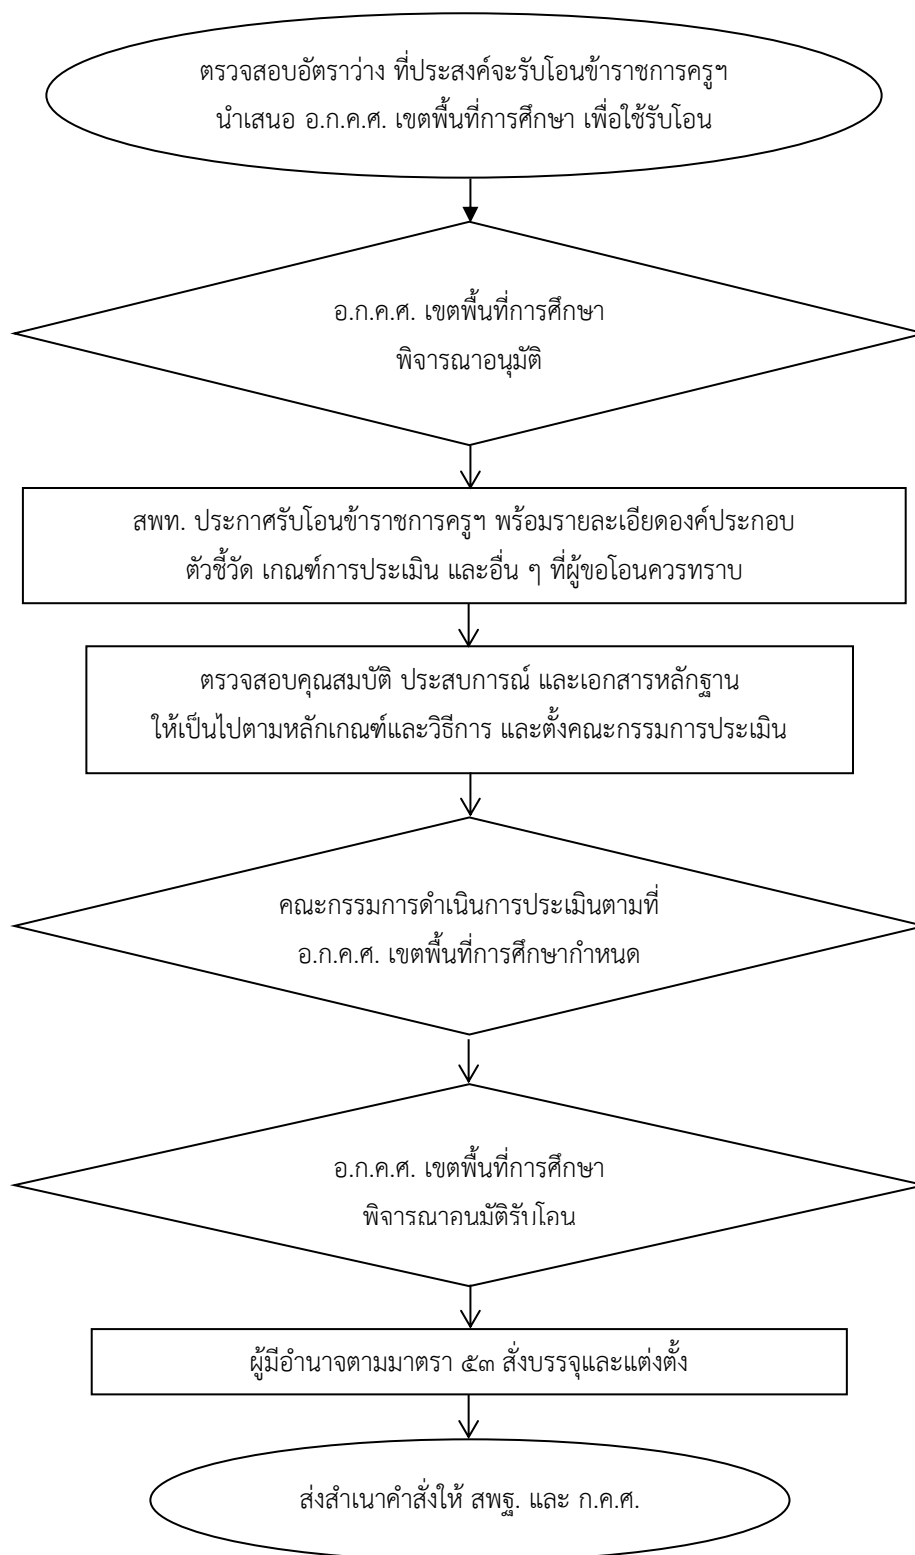 ตรวจสอบอัตราว่าง ที่ประสงค์จะรับโอนข้าราชการครูฯ
นำเสนอ อ.ก.ค.ศ. เขตพื้นที่การศึกษา เพื่อใช้รับโอน
อ.ก.ค.ศ. เขตพื้นที่การศึกษา
พิจารณาอนุมัติ
สพท. ประกาศรับโอนข้าราชการครูฯ พร้อมรายละเอียดองค์ประกอบ
ตัวชี้วัด เกณฑ์การประเมิน และอื่น ๆ ที่ผู้ขอโอนควรทราบ
ตรวจสอบคุณสมบัติ ประสบการณ์ และเอกสารหลักฐาน
ให้เป็นไปตามหลักเกณฑ์และวิธีการ และตั้งคณะกรรมการประเมิน
คณะกรรมการดำเนินการประเมินตามที่
อ.ก.ค.ศ. เขตพื้นที่การศึกษากำหนด
อ.ก.ค.ศ. เขตพื้นที่การศึกษา
พิจารณาอนุมัติรับโอน
ผู้มีอำนาจตามมาตรา ๕๓ สั่งบรรจุและแต่งตั้ง
ส่งสำเนาคำสั่งให้ สพฐ. และ ก.ค.ศ.